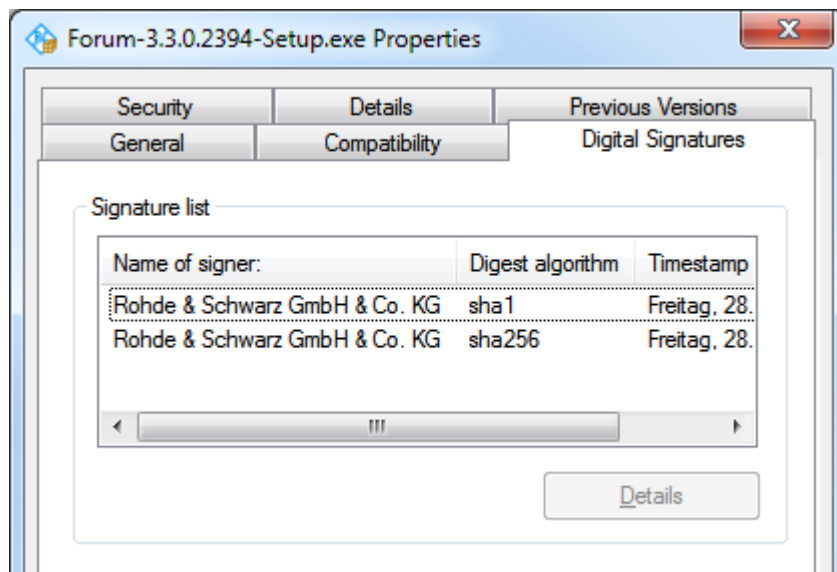 Forum-3.3.0.2394-Setup.exe Properties
Security Details Previous Versions
General Compatibility Digital Signatures
Signature list
Name of signer: Digest algorithm Timestamp
Rohde & Schwarz GmbH & Co. KG sha1 Freitag, 28.
Rohde & Schwarz GmbH & Co. KG sha256 Freitag, 28.
Details